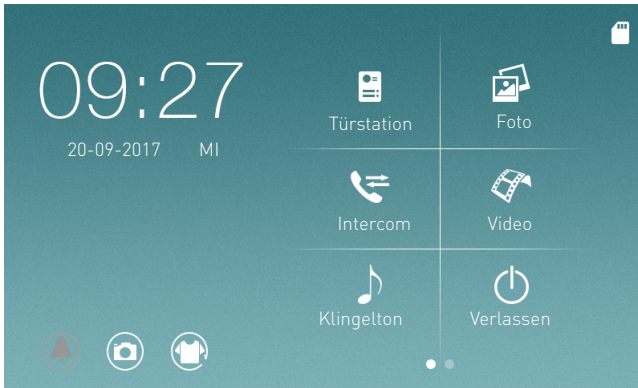 09:27
20-09-2017 MI
Türstation
Foto
Intercom
Video
Klingelton
Verlassen